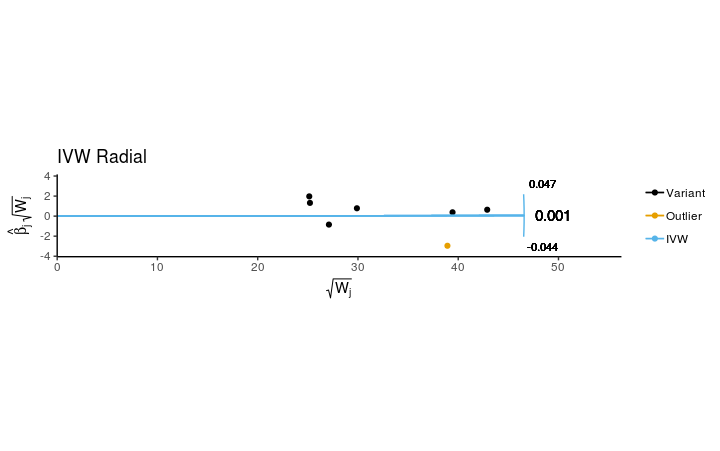 IVW Radial
4
2
0
-2
-4
β̂j√Wj
0 10 20 30 40 50
√Wj
0.047
0.001
-0.044
Variant
Outlier
IVW